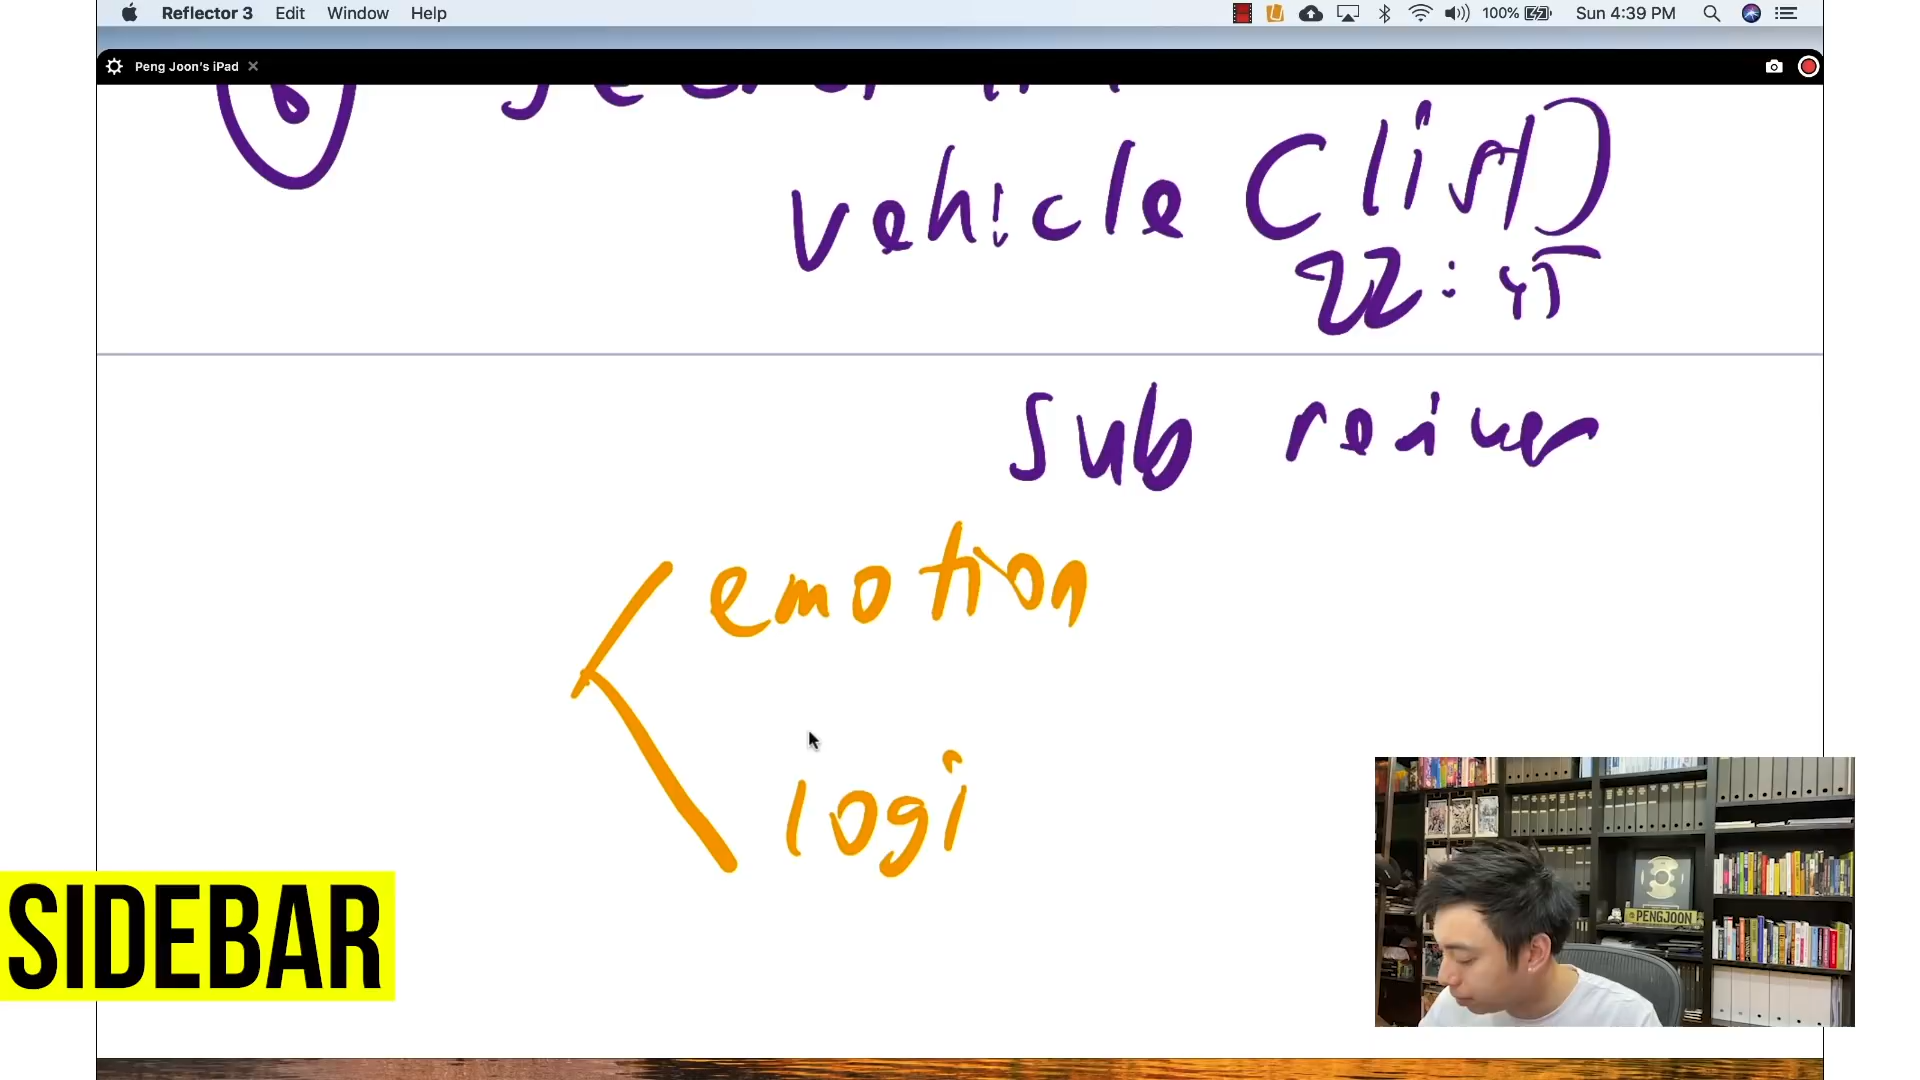 Reflector 3 Edit Window Help 100% Sun 4:39 PM
Peng Joon's iPad
vehicle (list)
22:45
sub
emotion
logi
SIDEBAR
PENGJOON